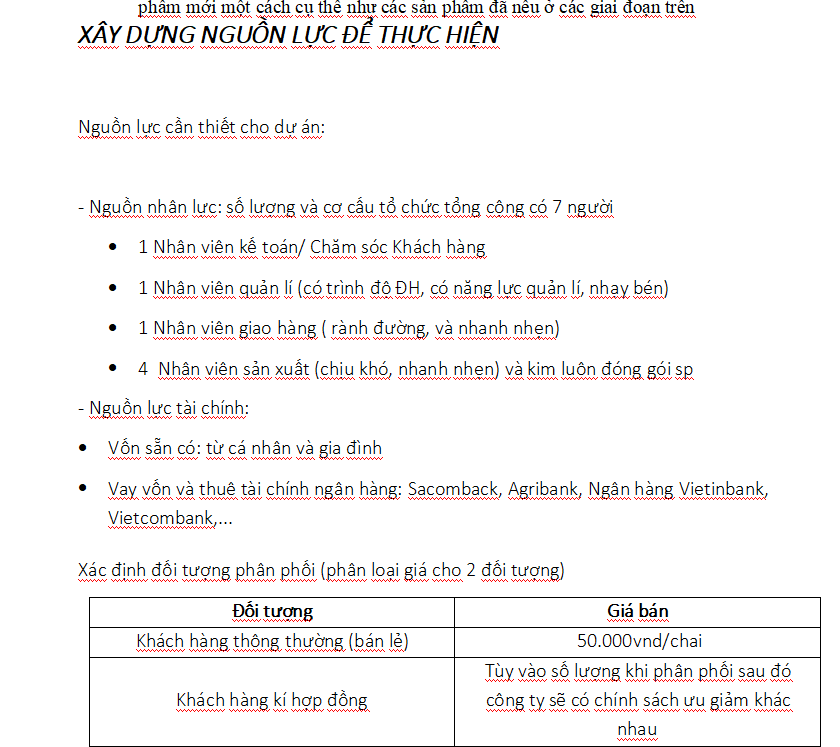 phẩm mới một cách cụ thể như các sản phẩm đã nêu ở các giai đoạn trên
XÂY DỰNG NGUỒN LỰC ĐỂ THỰC HIỆN
Nguồn lực cần thiết cho dự án:
- Nguồn nhân lực: số lượng và cơ cấu tổ chức tổng công có 7 người
• 1 Nhân viên kế toán/ Chăm sóc Khách hàng
• 1 Nhân viên quản lí (có trình độ ĐH, có năng lực quản lí, nhạy bén)
• 1 Nhân viên giao hàng ( rành đường, và nhanh nhẹn)
• 4 Nhân viên sản xuất (chịu khó, nhanh nhẹn) và kim luôn đóng gói sp
- Nguồn lực tài chính:
• Vốn sẵn có: từ cá nhân và gia đình
• Vay vốn và thuê tài chính ngân hàng: Sacomback, Agribank, Ngân hàng Vietinbank,
Vietcombank,...
Xác định đối tượng phân phối (phân loại giá cho 2 đối tượng)
Đối tượng Giá bán
Khách hàng thông thường (bán lẻ) 50.000vnd/chai
Khách hàng kí hợp đồng Tùy vào số lượng khi phân phối sau đó
công ty sẽ có chính sách ưu giảm khác
nhau